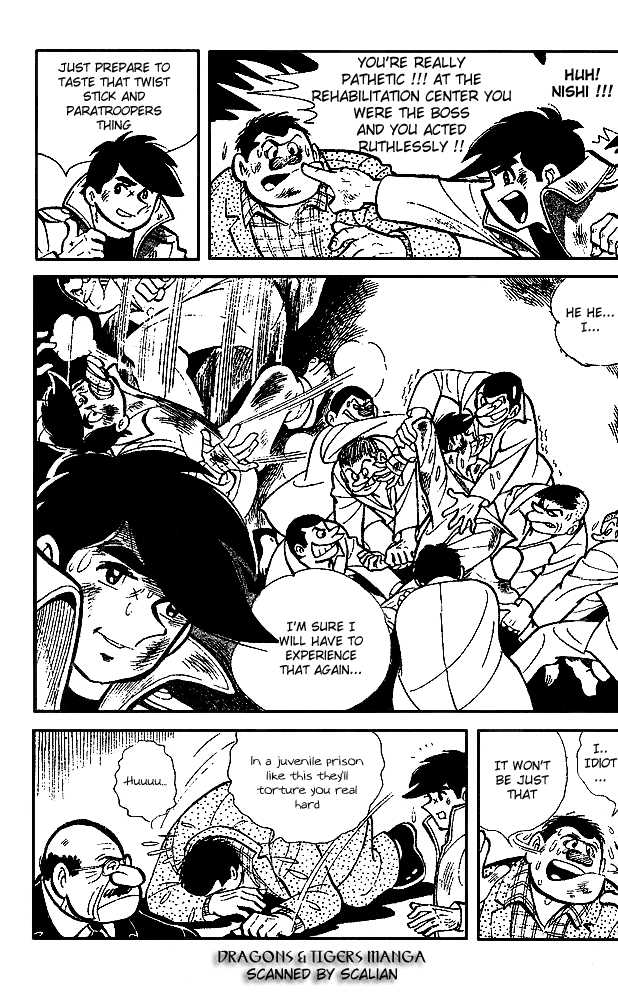 HUH!
NISHI !!!
YOU'RE REALLY
PATHETIC !!! AT THE
REHABILITATION CENTER YOU
WERE THE BOSS
AND YOU ACTED
RUTHLESSLY !!
JUST PREPARE TO
TASTE THAT TWIST
STICK AND
PARATROOPERS
THING
HE HE...
I...
I'M SURE I
WILL HAVE TO
EXPERIENCE
THAT AGAIN...
I..
IDIOT
...
IT WON'T
BE JUST
THAT
In a juvenile prison
like this they'll
torture you real
hard
Huuuu...
DRAGONS & TIGERS MANGA
SCANNED BY SCALIAN